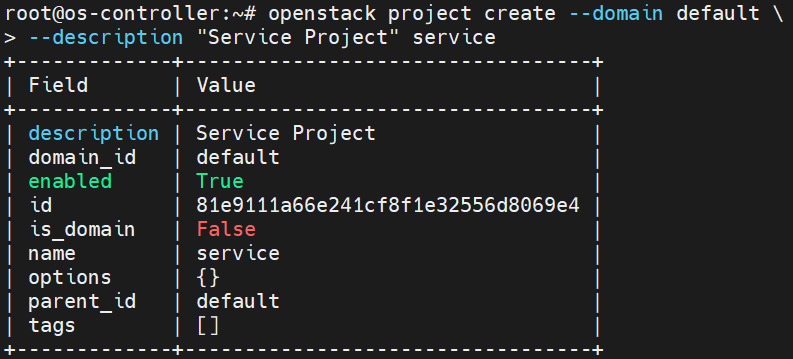 root@os-controller:~# openstack project create --domain default \
> --description "Service Project" service
+-------------+----------------------------------+
| Field       | Value                            |
+-------------+----------------------------------+
| description | Service Project                  |
| domain_id   | default                          |
| enabled     | True                             |
| id          | 81e9111a66e241cf8f1e32556d8069e4 |
| is_domain   | False                            |
| name        | service                          |
| options     | {}                               |
| parent_id   | default                          |
| tags        | []                               |
+-------------+----------------------------------+